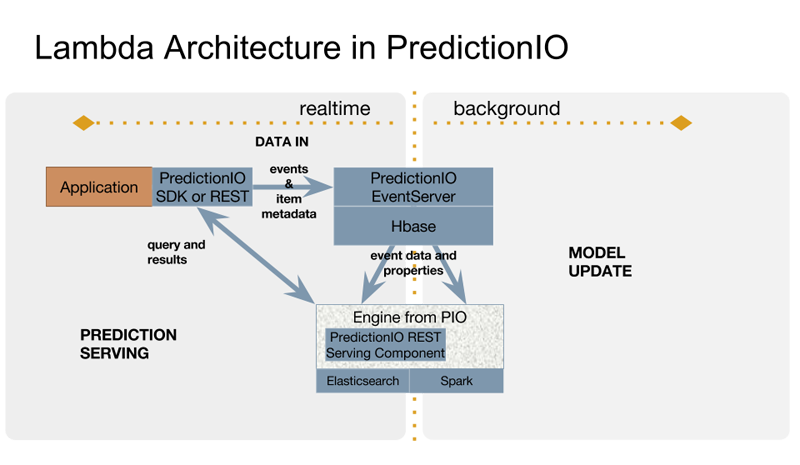 Lambda Architecture in PredictionIO
realtime
background
DATA IN
Application
PredictionIO
SDK or REST
events
&
item
metadata
PredictionIO
EventServer
Hbase
query and
results
event data and
properties
MODEL
UPDATE
PREDICTION
SERVING
Engine from PIO
PredictionIO REST
Serving Component
Elasticsearch
Spark